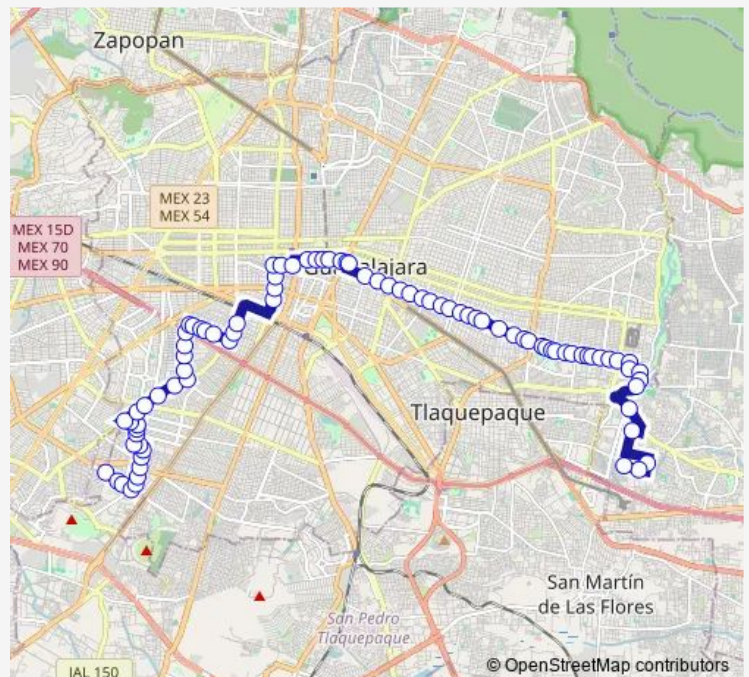 Zapopan
MEX 23
MEX 54
MEX 15D
MEX 70
MEX 90
Guadalajara
Tlaquepaque
San Martín
de Las Flores
San Pedro
Tlaquepaque
JAL 150
© OpenStreetMap contributors